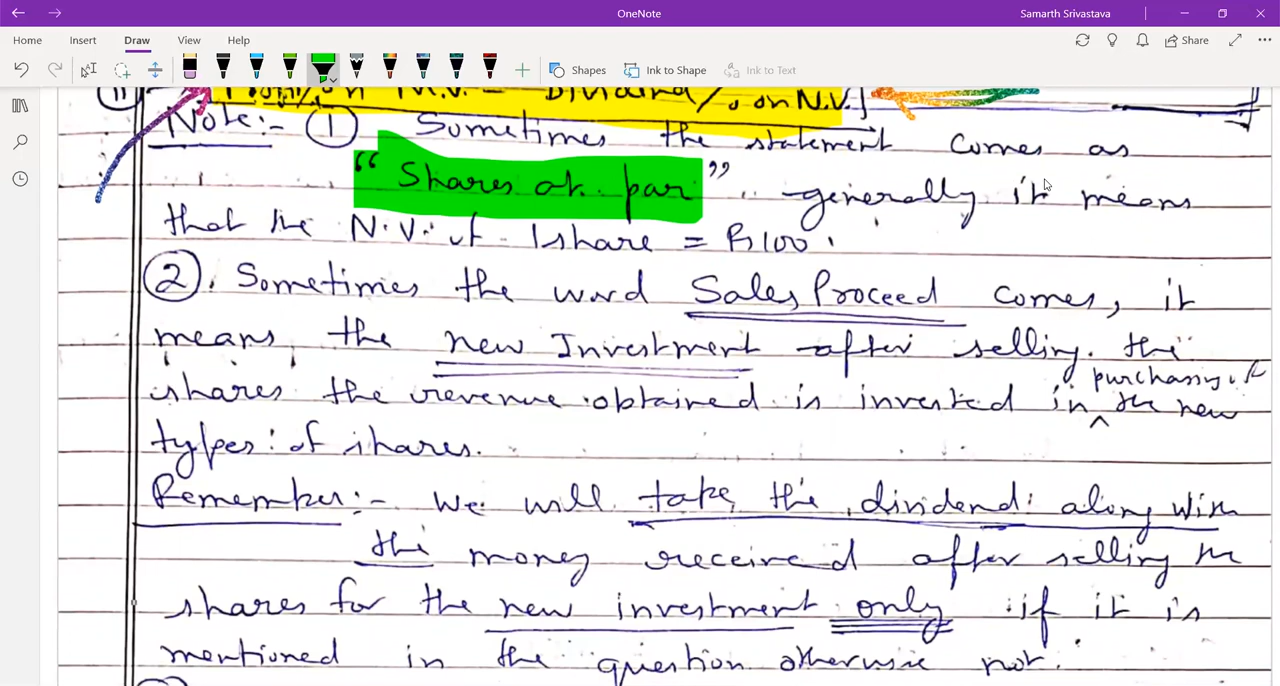 OneNote
Samarth Srivastava
Home Insert Draw View Help
Share
Shapes Ink to Shape Ink to Text
on N.V.]
Note:- ① Sometimes the statement comes as
"Shares at par" generally it means
that the N.V. of 1 share = Rs 100.
②. Sometimes the word Sales Proceed comes, it
means the new Investment after selling the
purchasing of
shares the revenue obtained is invested in ^ the new
types of shares.
Remember:- We will take the dividend along with
the money received after selling the
shares for the new investment only if it is
mentioned in the question otherwise not.